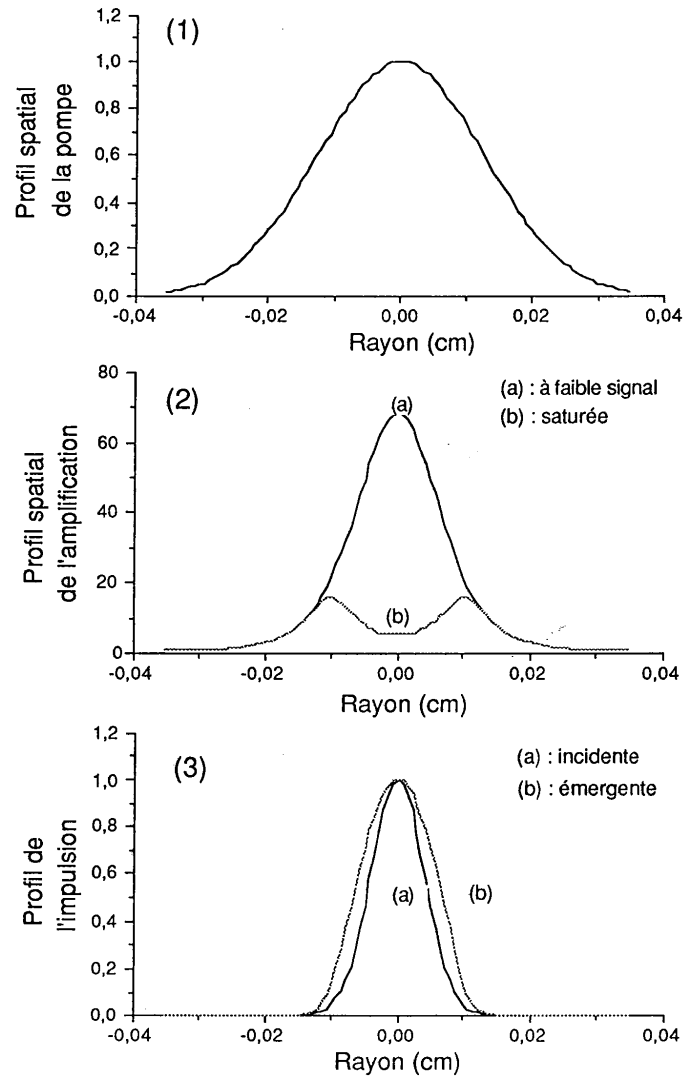 (1)
Profil spatial
de la pompe
1,2
1,0
0,8
0,6
0,4
0,2
0,0
-0,04
-0,02
0,00
0,02
0,04
Rayon (cm)
(2)
(a) : à faible signal
(b) : saturée
Profil spatial
de l'amplification
80
60
40
20
0
(a)
(b)
-0,04
-0,02
0,00
0,02
0,04
Rayon (cm)
(3)
(a) : incidente
(b) : émergente
Profil de
l'impulsion
1,2
1,0
0,8
0,6
0,4
0,2
0,0
(a)
(b)
-0,04
-0,02
0,00
0,02
0,04
Rayon (cm)